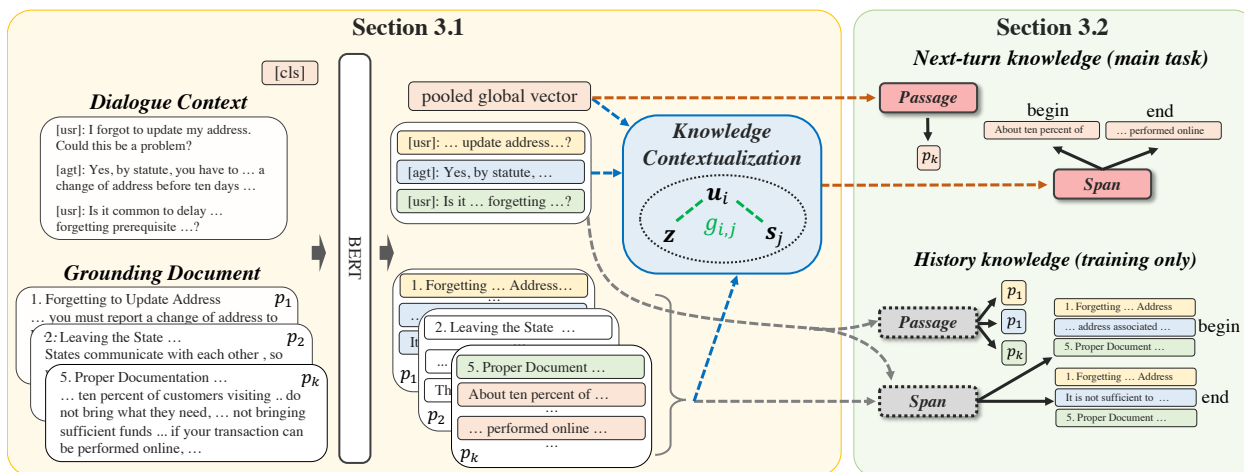 Section 3.1
[cls]
Dialogue Context
[usr]: I forgot to update my address.
Could this be a problem?
[agt]: Yes, by statute, you have to … a
change of address before ten days …
[usr]: Is it common to delay …
forgetting prerequisite …?
Grounding Document
1. Forgetting to Update Address
p1
… you must report a change of address to
2: Leaving the State …
p2
States communicate with each other , so
5. Proper Documentation …
pk
… ten percent of customers visiting .. do
not bring what they need, … not bringing
sufficient funds ... if your transaction can
be performed online, …
BERT
pooled global vector
[usr]: … update address…?
[agt]: Yes, by statute, …
[usr]: Is it … forgetting …?
1. Forgetting … Address…
…
…
It
p1
2. Leaving the State …
...
Th
p2
5. Proper Document …
About ten percent of …
…
… performed online …
…
pk
Knowledge
Contextualization
ui
gi,j
z
sj
Section 3.2
Next-turn knowledge (main task)
Passage
pk
begin
About ten percent of
end
… performed online
Span
History knowledge (training only)
Passage
p1
p1
pk
1. Forgetting … Address
… address associated …
begin
5. Proper Document …
Span
1. Forgetting … Address
It is not sufficient to …
end
5. Proper Document …